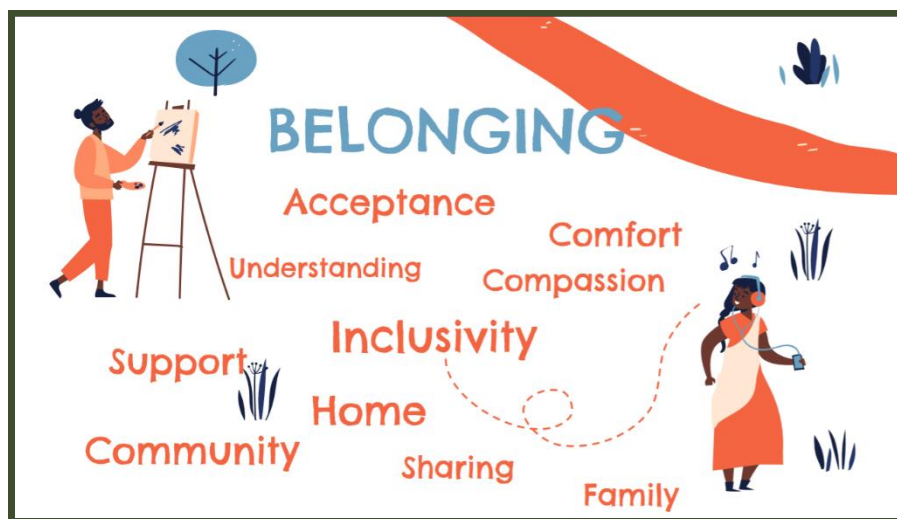 BELONGING
Acceptance
Comfort
Understanding
Compassion
Inclusivity
Support
Home
Community
Sharing
Family